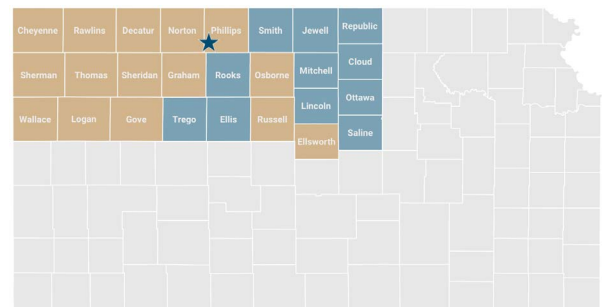 Cheyenne Rawlins Decatur Norton Phillips Smith Jewell Republic
Sherman Thomas Sheridan Graham Rooks Osborne Mitchell Cloud
Lincoln Ottawa
Wallace Logan Gove Trego Ellis Russell Ellsworth Saline